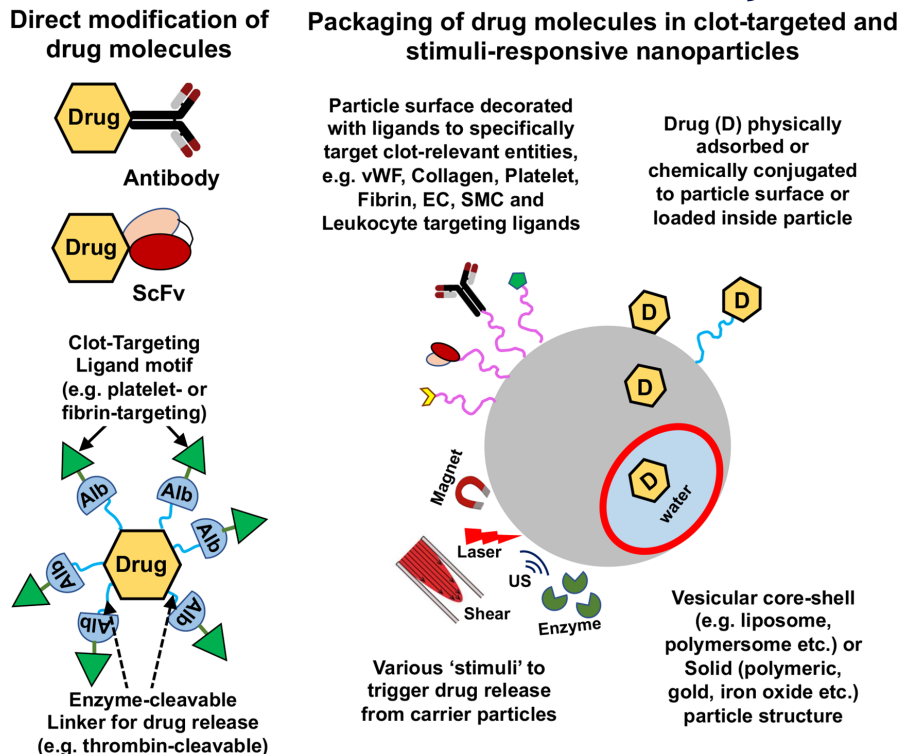 Direct modification of
drug molecules
Drug
Antibody
Drug
ScFv
Clot-Targeting
Ligand motif
(e.g. platelet- or
fibrin-targeting)
Alb
Alb
Alb
Alb
Alb
Alb
Drug
Enzyme-cleavable
Linker for drug release
(e.g. thrombin-cleavable)
Packaging of drug molecules in clot-targeted and
stimuli-responsive nanoparticles
Particle surface decorated
with ligands to specifically
target clot-relevant entities,
e.g. vWF, Collagen, Platelet,
Fibrin, EC, SMC and
Leukocyte targeting ligands
Drug (D) physically
adsorbed or
chemically conjugated
to particle surface or
loaded inside particle
D
D
D
D
water
Magnet
Laser
US
Shear
Enzyme
Various ‘stimuli’ to
trigger drug release
from carrier particles
Vesicular core-shell
(e.g. liposome,
polymersome etc.) or
Solid (polymeric,
gold, iron oxide etc.)
particle structure